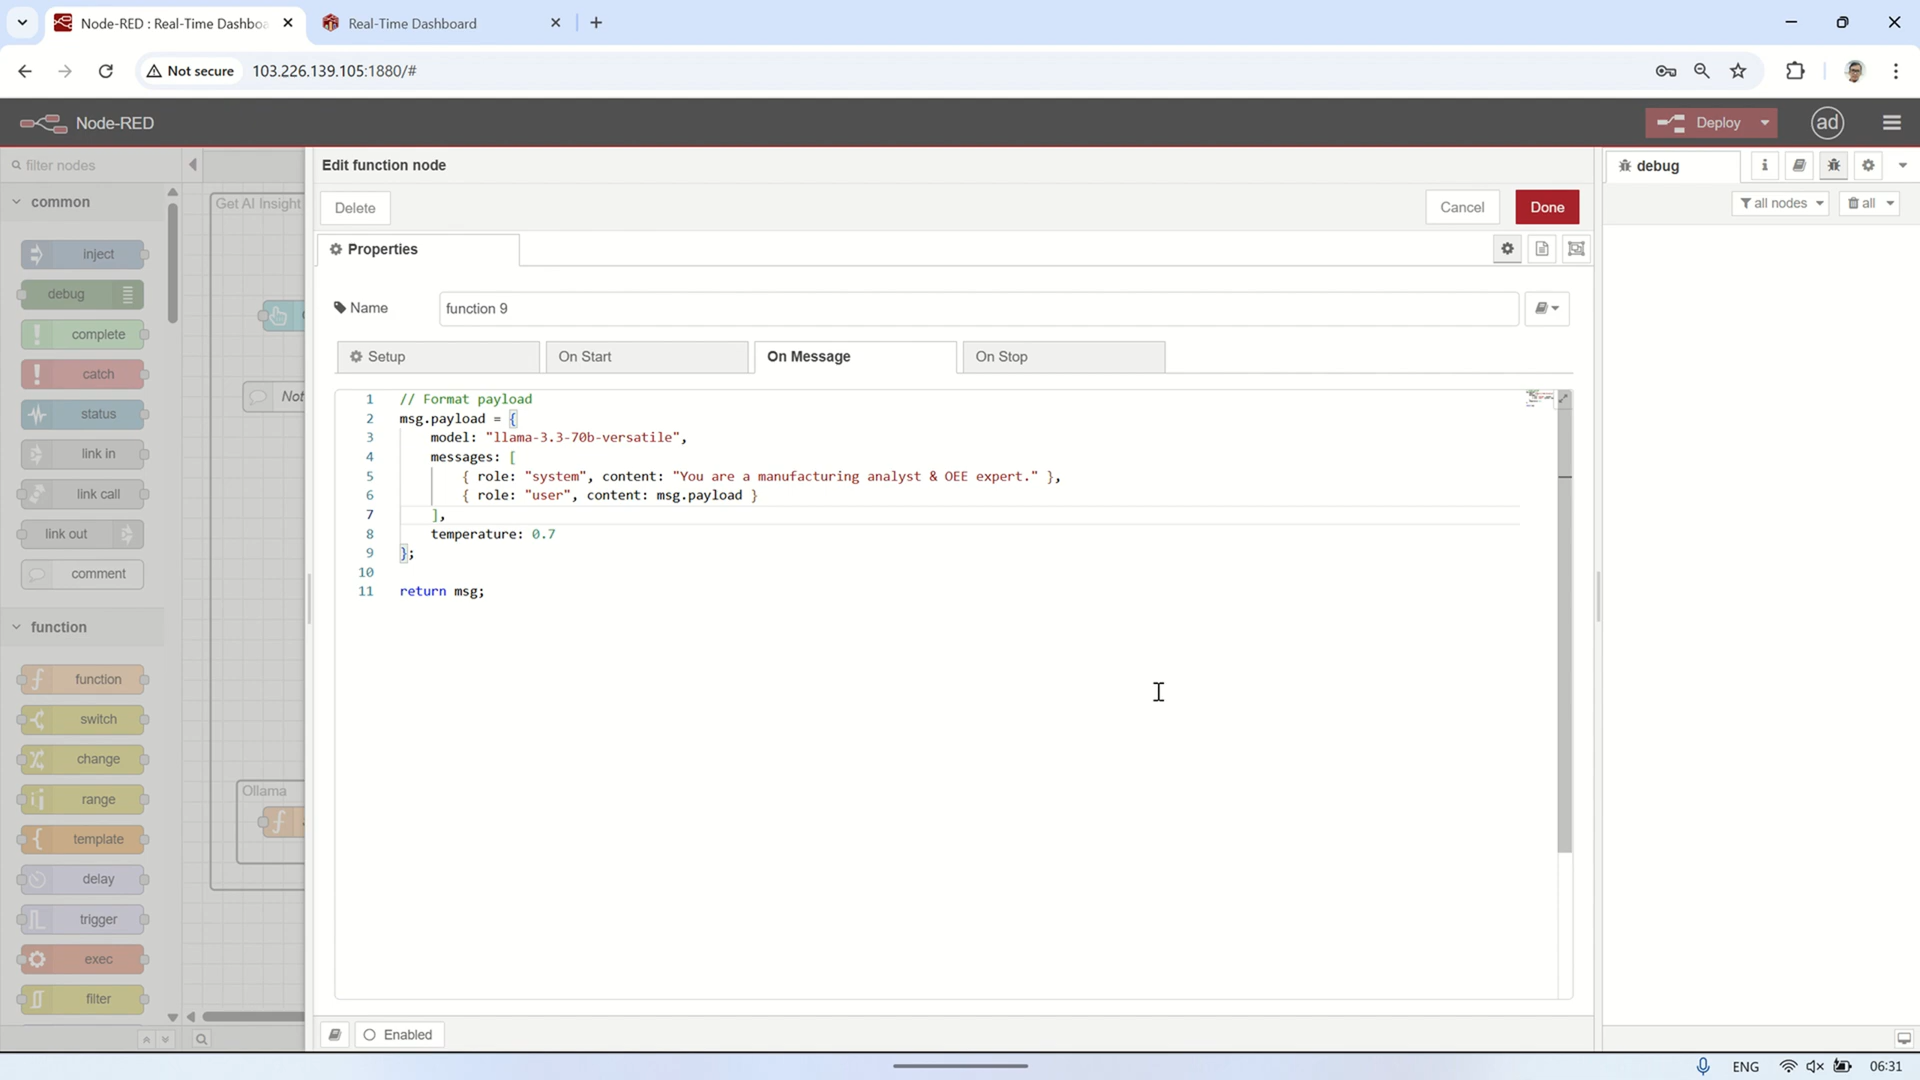 Node-RED : Real-Time Dashboa
Real-Time Dashboard
Not secure
103.226.139.105:1880/#
Node-RED
Deploy
ad
filter nodes
common
inject
debug
complete
catch
status
link in
link call
link out
comment
function
function
switch
change
range
template
delay
trigger
exec
filter
Get AI Insight
Not
Ollama
Edit function node
Delete
Cancel
Done
Properties
Name
function 9
Setup
On Start
On Message
On Stop
1 // Format payload
2 msg.payload = {
3 model: "llama-3.3-70b-versatile",
4 messages: [
5 { role: "system", content: "You are a manufacturing analyst & OEE expert." },
6 { role: "user", content: msg.payload }
7 ],
8 temperature: 0.7
9 };
10
11 return msg;
Enabled
debug
all nodes
all
ENG
06:31